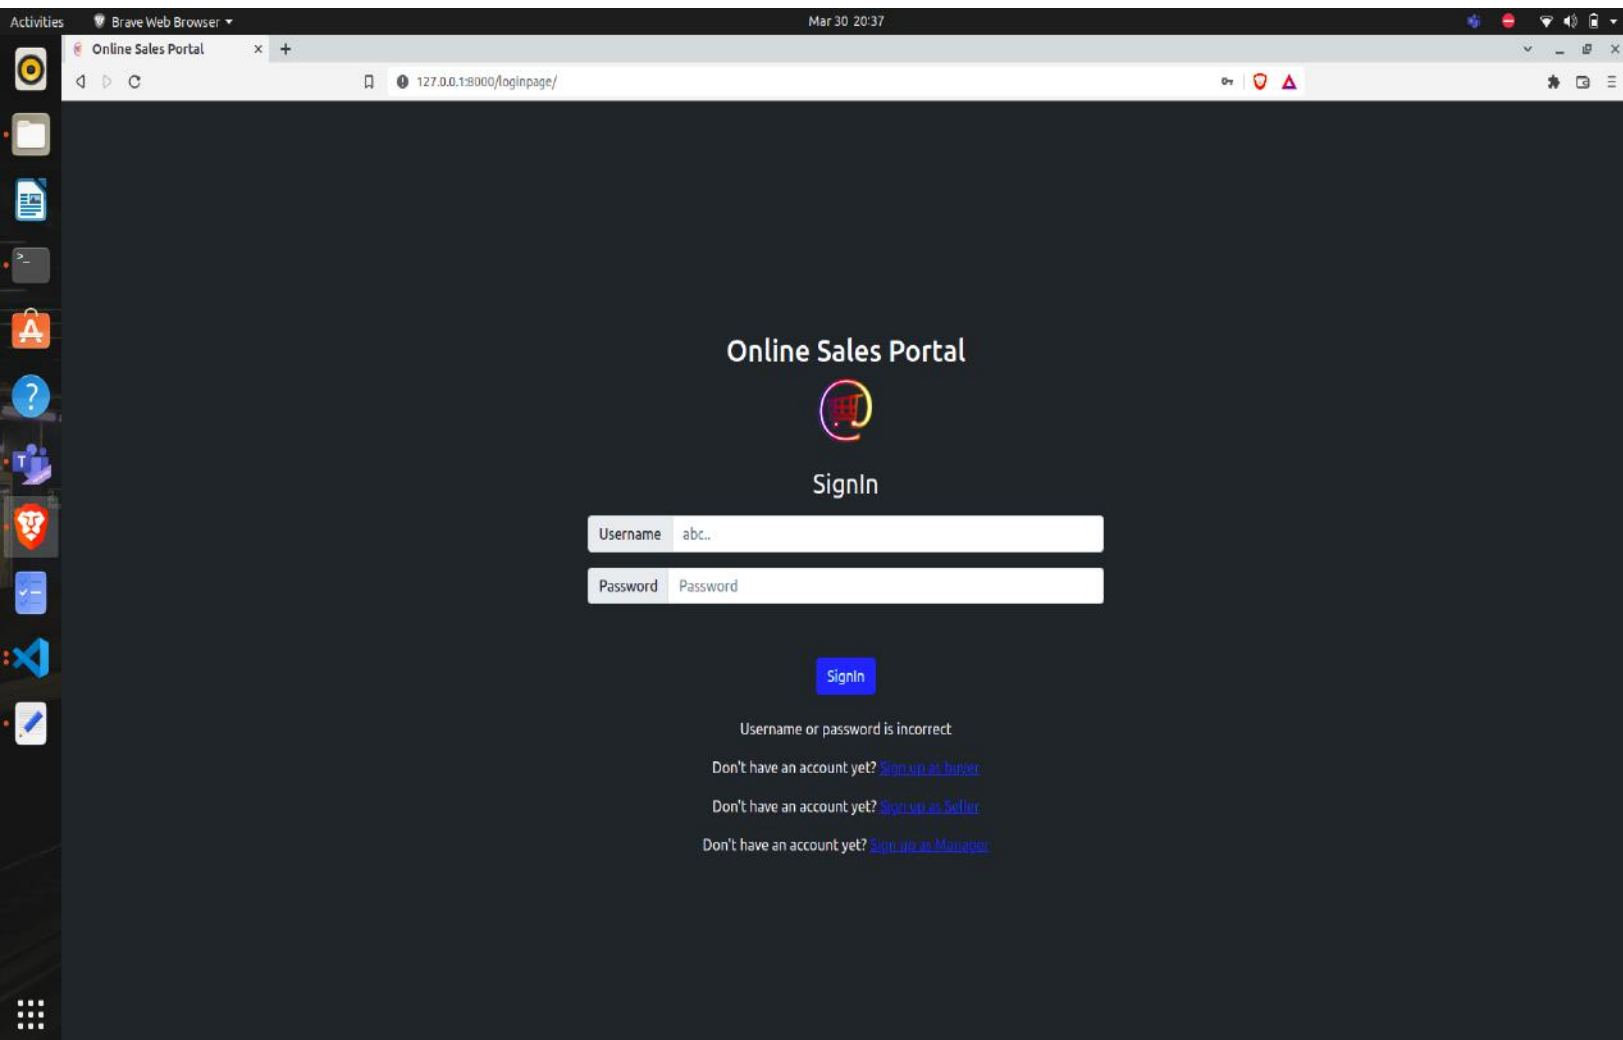 Activities Brave Web Browser Mar 30 20:37
Online Sales Portal
127.0.0.1:8000/loginpage/
Online Sales Portal
SignIn
Username abc..
Password Password
SignIn
Username or password is incorrect
Don't have an account yet? Sign up as buyer
Don't have an account yet? Sign up as Seller
Don't have an account yet? Sign up as Manager